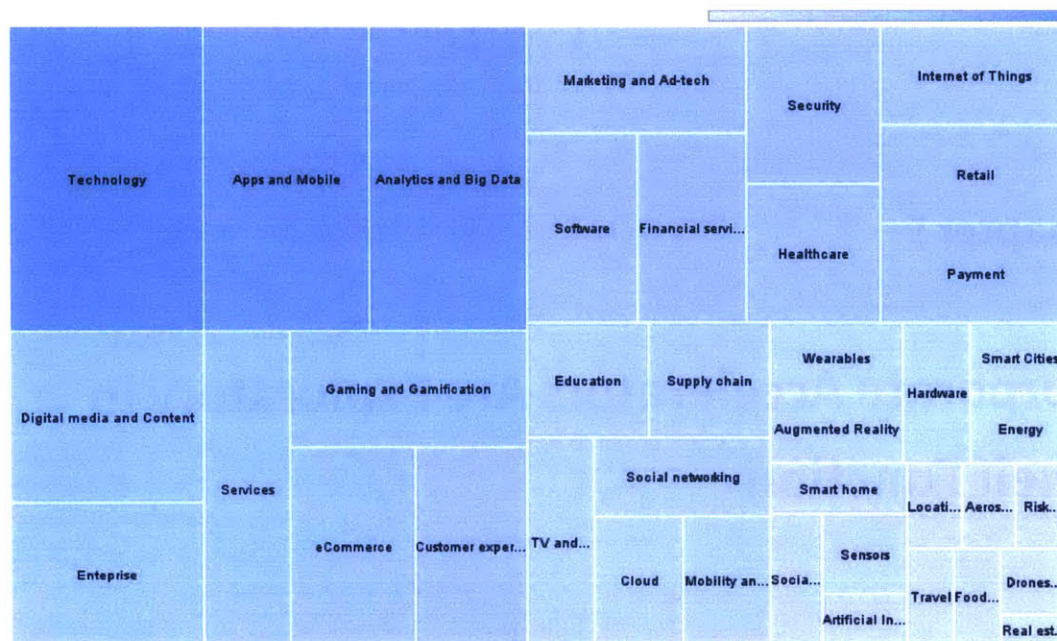 Technology
Apps and Mobile
Analytics and Big Data
Marketing and Ad-tech
Security
Internet of Things
Retail
Software
Financial servi...
Healthcare
Payment
Digital media and Content
Gaming and Gamification
Services
Enteprise
eCommerce
Customer exper...
Education
Supply chain
Wearables
Augmented Reality
Hardware
Smart Cities
Energy
Social networking
Smart home
Locati...
Aeros...
Risk...
TV and...
Cloud
Mobility an...
Socia...
Sensors
Artificial In...
Travel
Food...
Drones...
Real est...